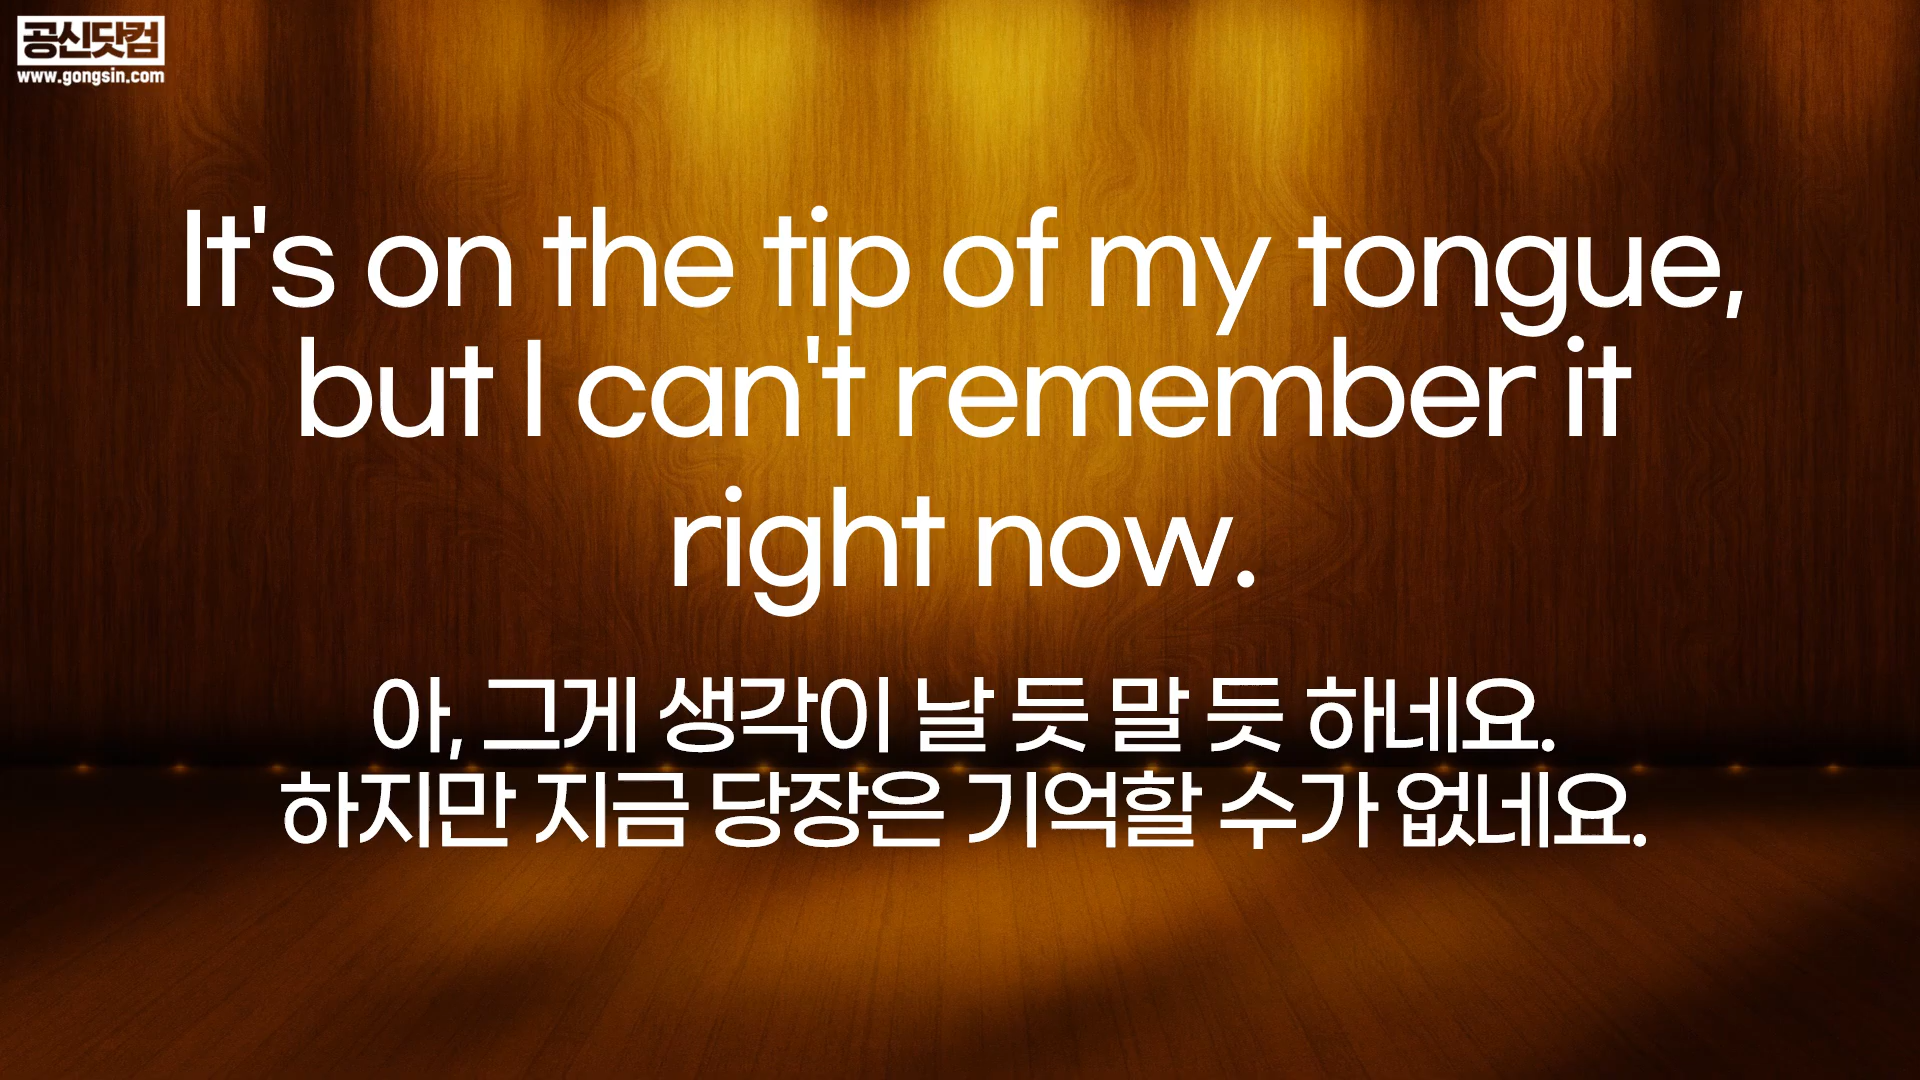 공신닷컴
www.gongsin.com
It's on the tip of my tongue,
but I can't remember it
right now.
아, 그게 생각이 날 듯 말 듯 하네요.
하지만 지금 당장은 기억할 수가 없네요.